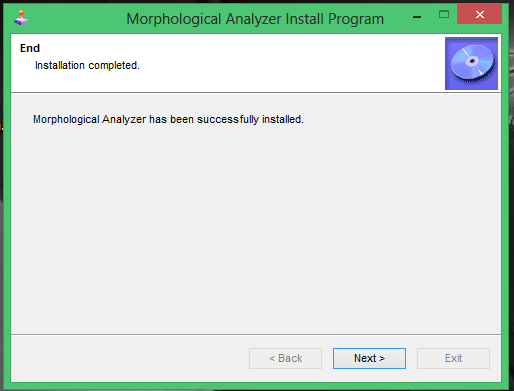 Morphological Analyzer Install Program
End
Installation completed.
Morphological Analyzer has been successfully installed.
< Back
Next >
Exit